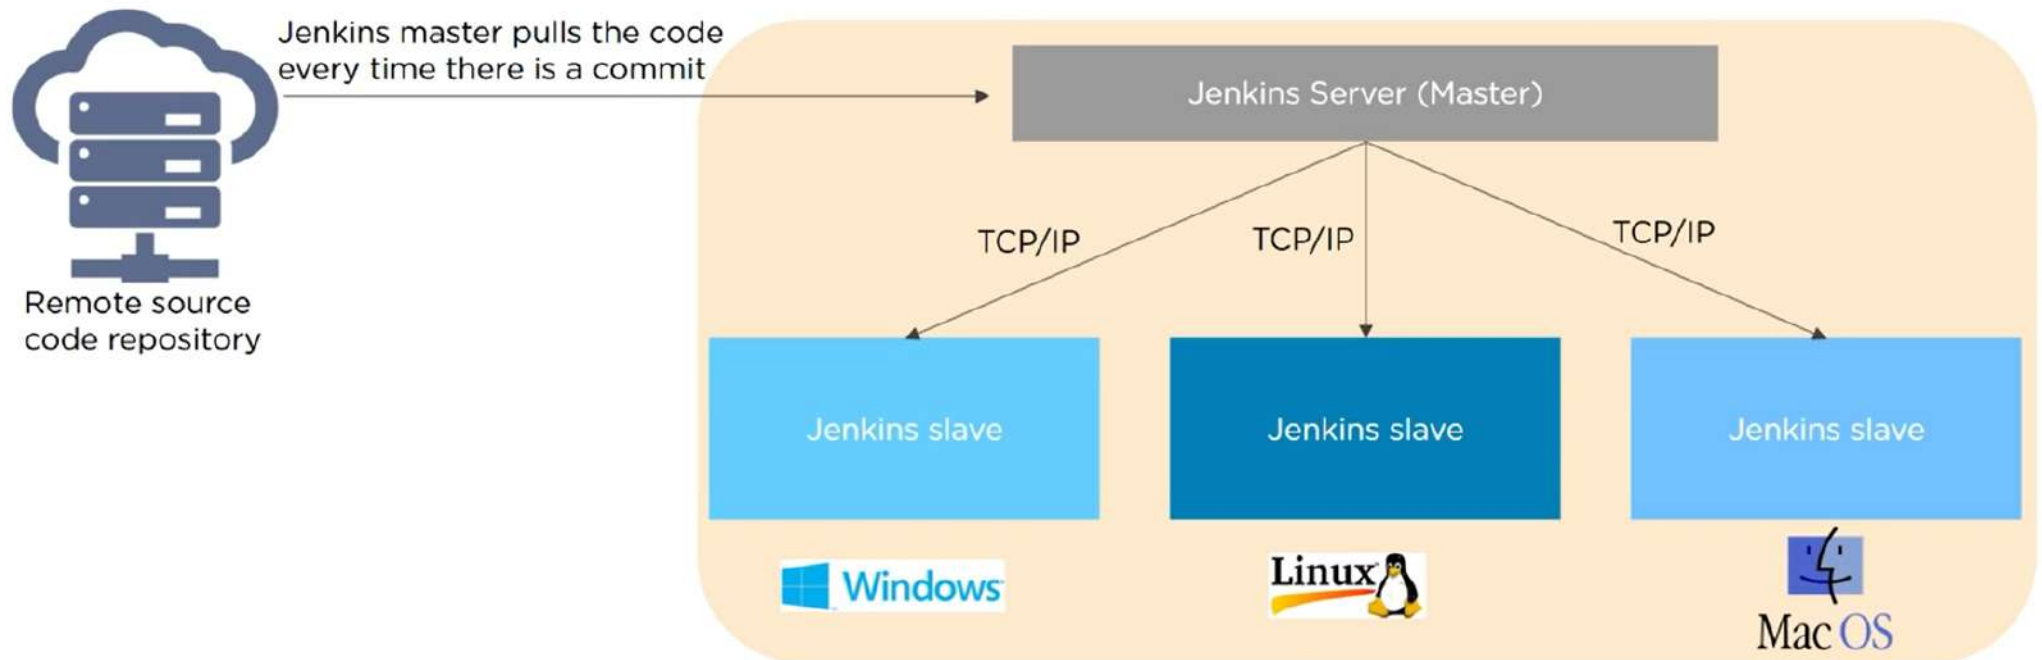 Jenkins master pulls the code
every time there is a commit
Jenkins Server (Master)
TCP/IP
TCP/IP
TCP/IP
Remote source
code repository
Jenkins slave
Jenkins slave
Jenkins slave
Windows
Linux
Mac OS